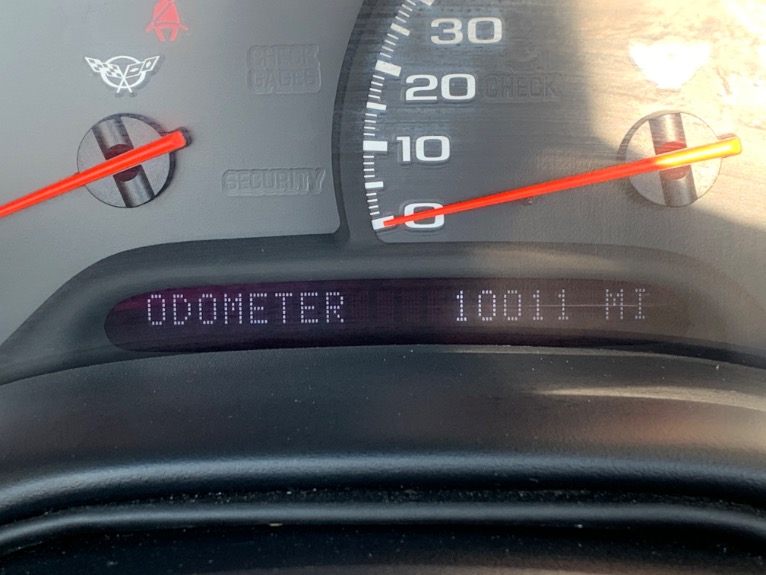 30
CHECK
GAGES
20
CHECK
10
SECURITY
0
ODOMETER 10011 MI